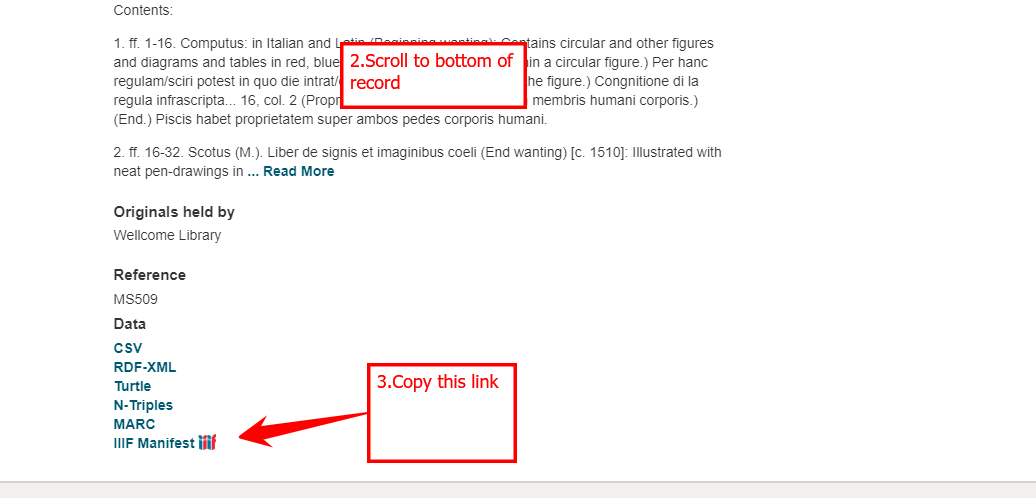 Contents:
1. ff. 1-16. Computus: in Italian and Latin (Beginning wanting): Contains circular and other figures
and diagrams and tables in red, blue in a circular figure.) Per hanc
regulam/sciri potest in quo die intrat/ he figure.) Congnitione di la
regula infrascripta... 16, col. 2 (Propr membris humani corporis.)
(End.) Piscis habet proprietatem super ambos pedes corporis humani.
2.Scroll to bottom of
record
2. ff. 16-32. Scotus (M.). Liber de signis et imaginibus coeli (End wanting) [c. 1510]: Illustrated with
neat pen-drawings in ... Read More
Originals held by
Wellcome Library
Reference
MS509
Data
CSV
RDF-XML
Turtle
N-Triples
MARC
IIIF Manifest iiif
3.Copy this link